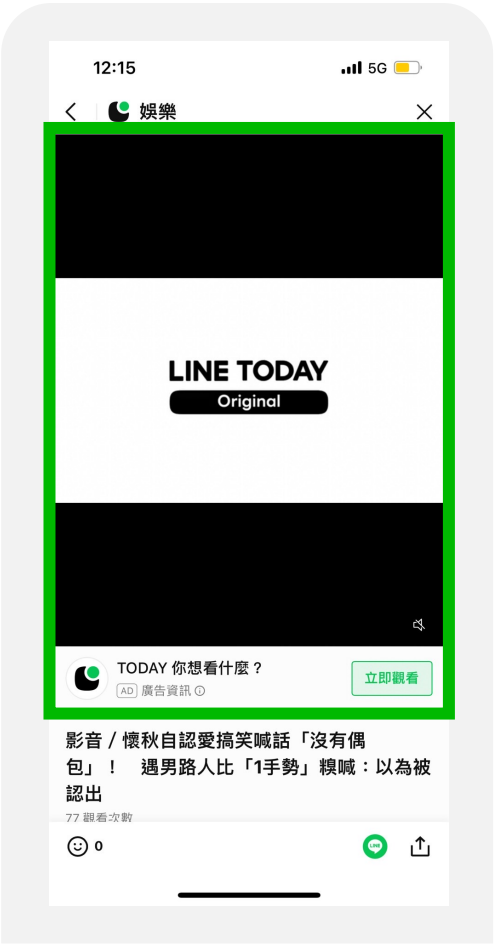 12:15 5G
娛樂
LINE TODAY
Original
TODAY 你想看什麼？
AD 廣告資訊
立即觀看
影音 / 懷秋自認愛搞笑喊話「沒有偶
包」！　遇男路人比「1手勢」糗喊：以為被
認出
77 觀看次數
0
LINE